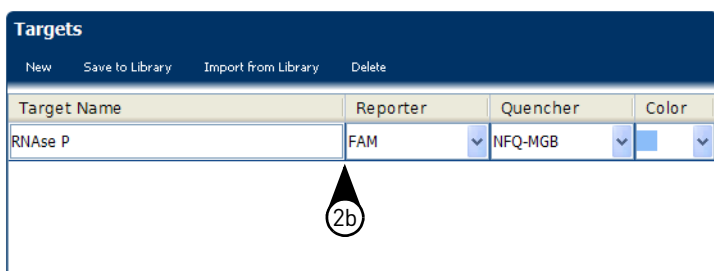 Targets
New Save to Library Import from Library Delete
Target Name Reporter Quencher Color
RNAse P FAM NFQ-MGB
2b